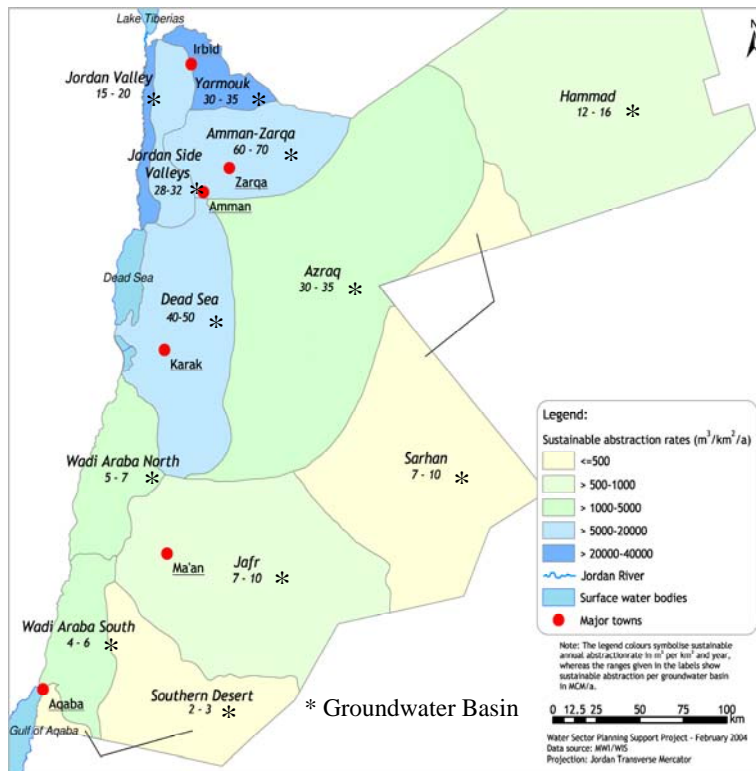 Lake Tiberias
N
Irbid
Jordan Valley
15 - 20
*
Yarmouk
30 - 35
*
Hammad
12 - 16
*
Amman-Zarqa
60 - 70
*
Jordan Side
Valleys
28-32
*
Zarqa
Amman
Dead Sea
Azraq
30 - 35
*
Dead Sea
40-50
*
Karak
Wadi Araba North
5 - 7
*
Sarhan
7 - 10
*
Ma'an
Jafr
7 - 10
*
Wadi Araba South
4 - 6
*
Aqaba
Southern Desert
2 - 3
*
Gulf of Aqaba
* Groundwater Basin
Legend:
Sustainable abstraction rates (m³/km²/a)
<=500
> 500-1000
> 1000-5000
> 5000-20000
> 20000-40000
Jordan River
Surface water bodies
Major towns
Note: The legend colours symbolise sustainable
annual abstractionrate in m³ per km² and year,
whereas the ranges given in the labels show
sustainable abstraction per groundwater basin
in MCM/a.
0 12.5 25 50 75 100
km
Water Sector Planning Support Project - February 2004
Data source: MWI/WIS
Projection: Jordan Transverse Mercator